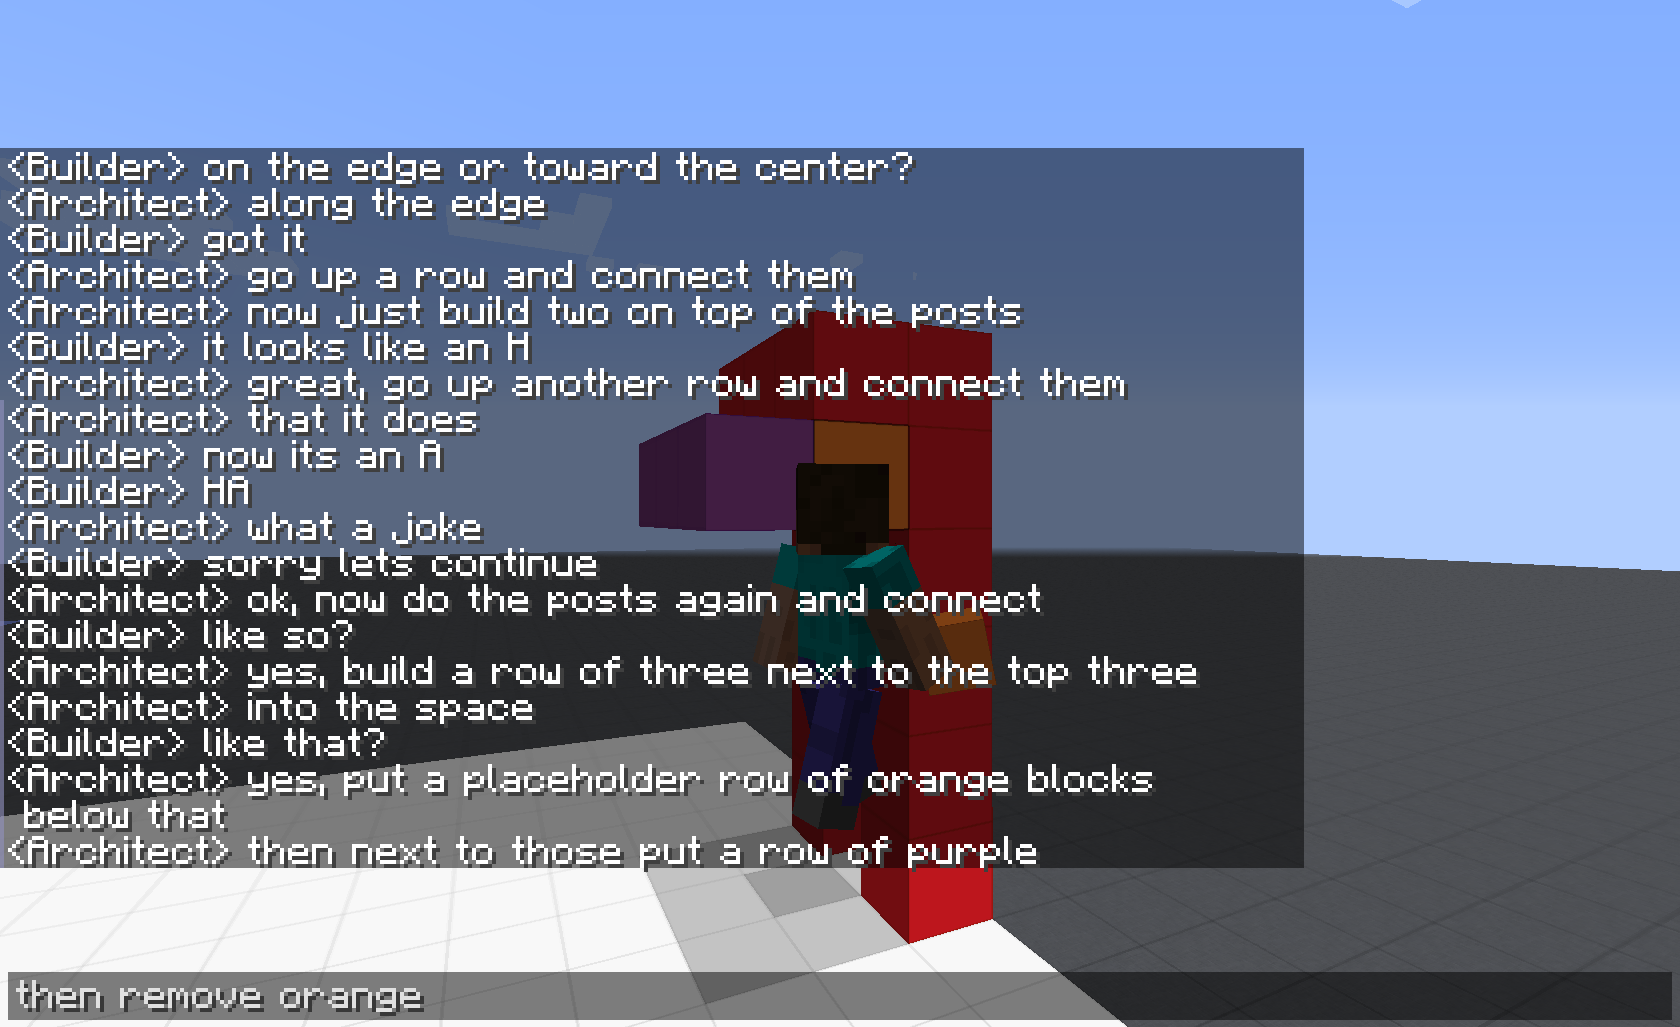 <Builder> on the edge or toward the center?
<Architect> along the edge
<Builder> got it
<Architect> go up a row and connect them
<Architect> now just build two on top of the posts
<Builder> it looks like an H
<Architect> great, go up another row and connect them
<Architect> that it does
<Builder> now its an A
<Builder> HA
<Architect> what a joke
<Builder> sorry lets continue
<Architect> ok, now do the posts again and connect
<Builder> like so?
<Architect> yes, build a row of three next to the top three
<Architect> into the space
<Builder> like that?
<Architect> yes, put a placeholder row of orange blocks
below that
<Architect> then next to those put a row of purple
then remove orange